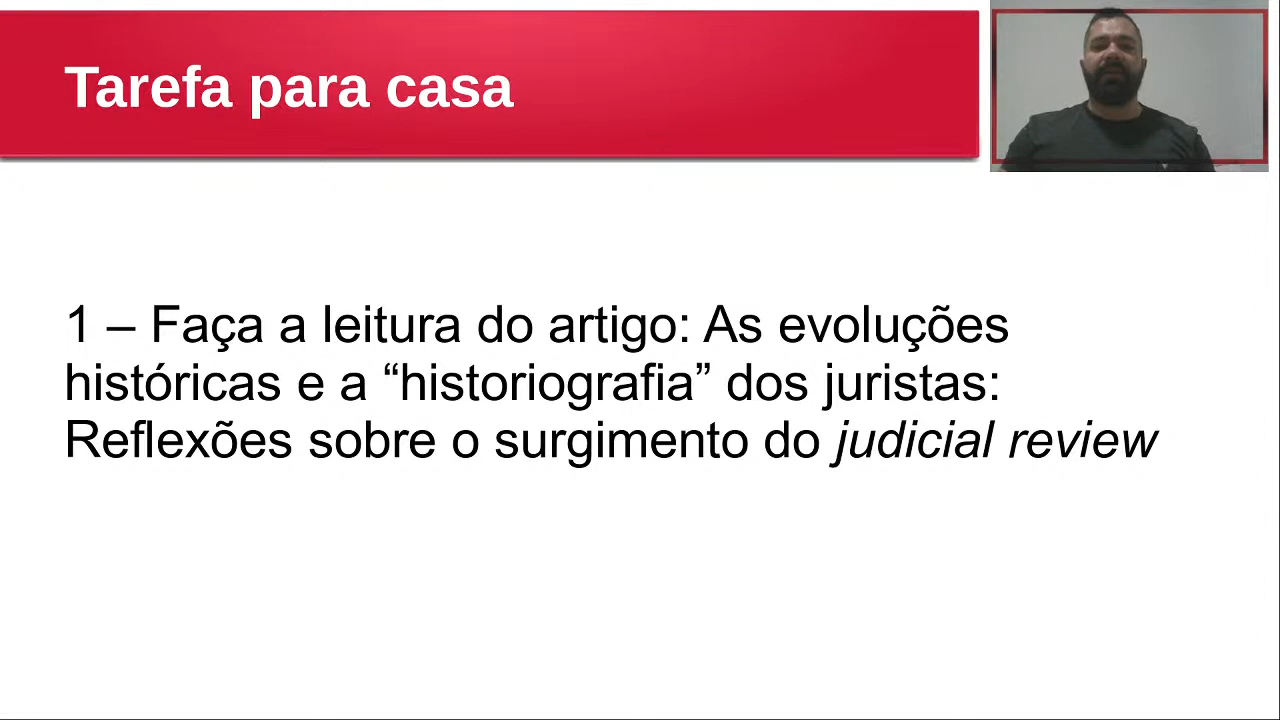 Tarefa para casa
1 – Faça a leitura do artigo: As evoluções
históricas e a “historiografia” dos juristas:
Reflexões sobre o surgimento do judicial review